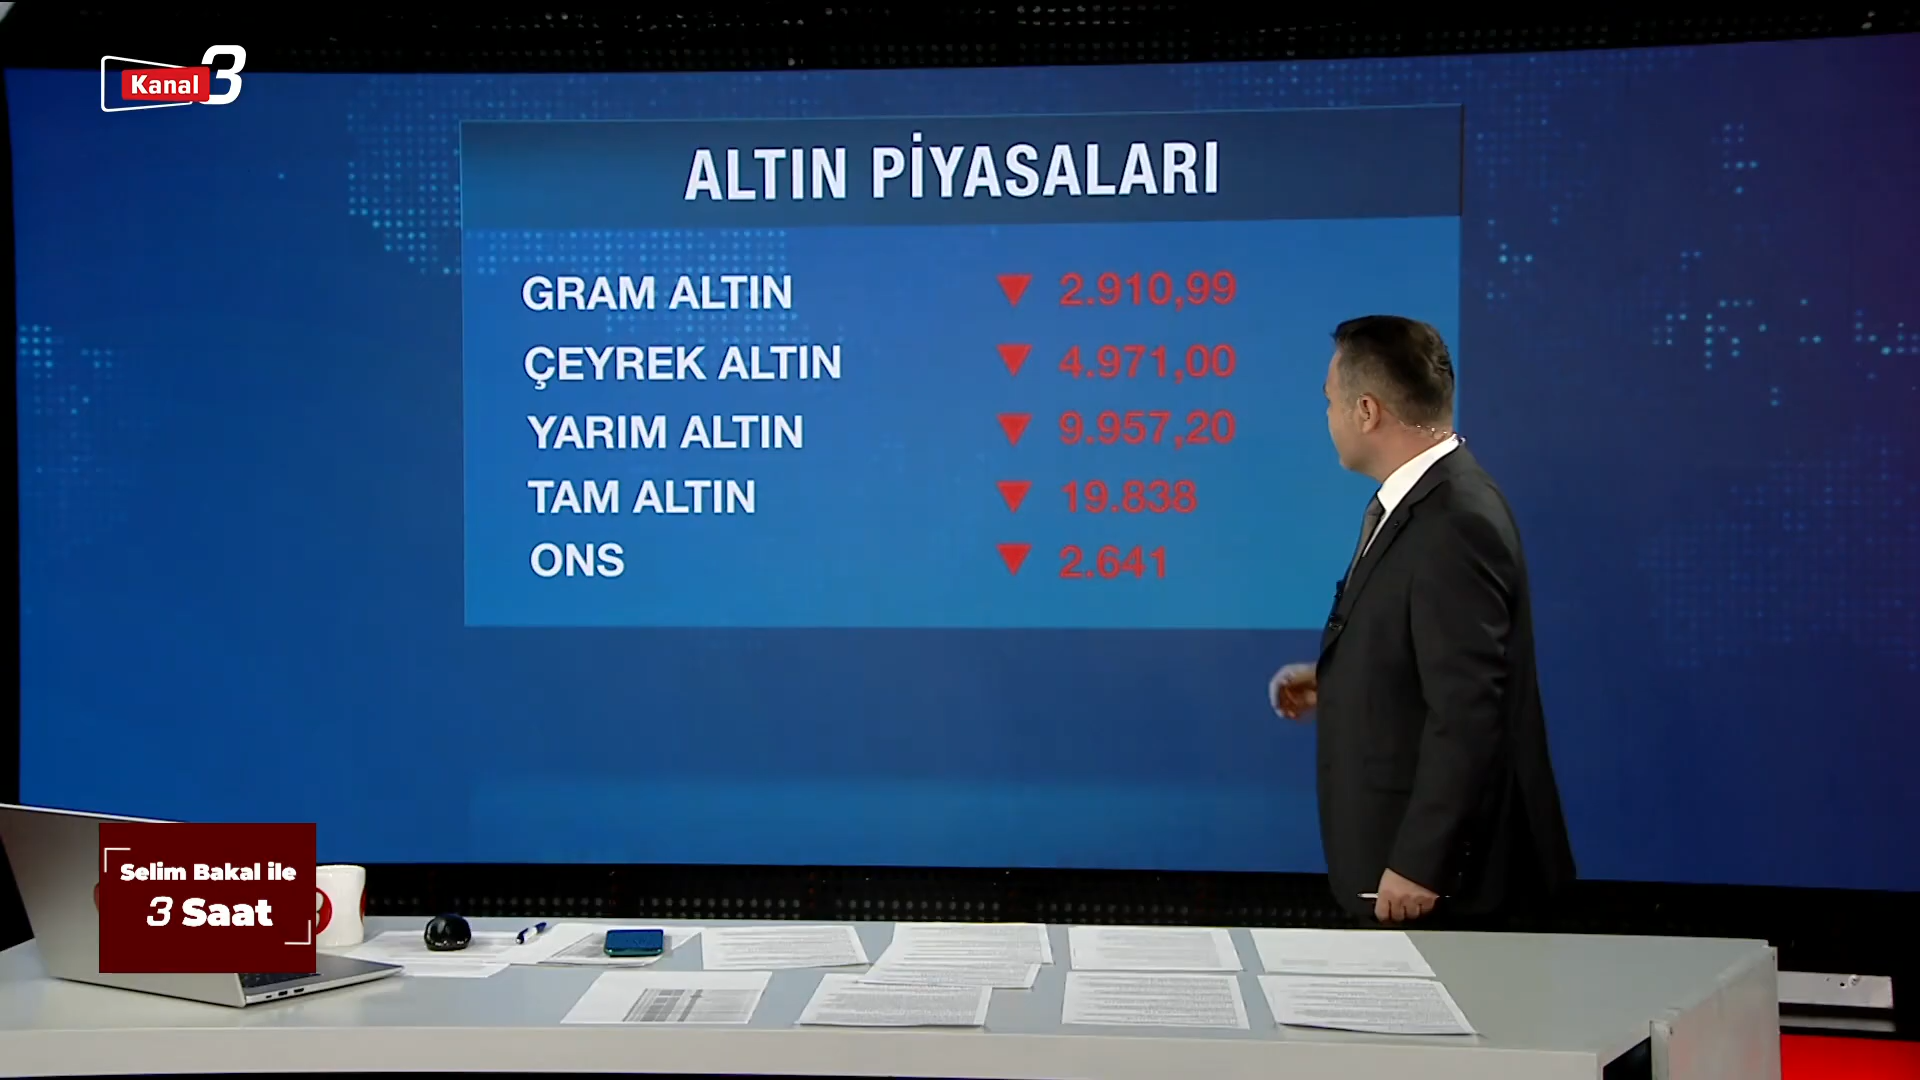 Kanal 3
ALTIN PİYASALARI
GRAM ALTIN ▼ 2.910,99
ÇEYREK ALTIN ▼ 4.971,00
YARIM ALTIN ▼ 9.957,20
TAM ALTIN ▼ 19.838
ONS ▼ 2.641
Selim Bakal ile
3 Saat